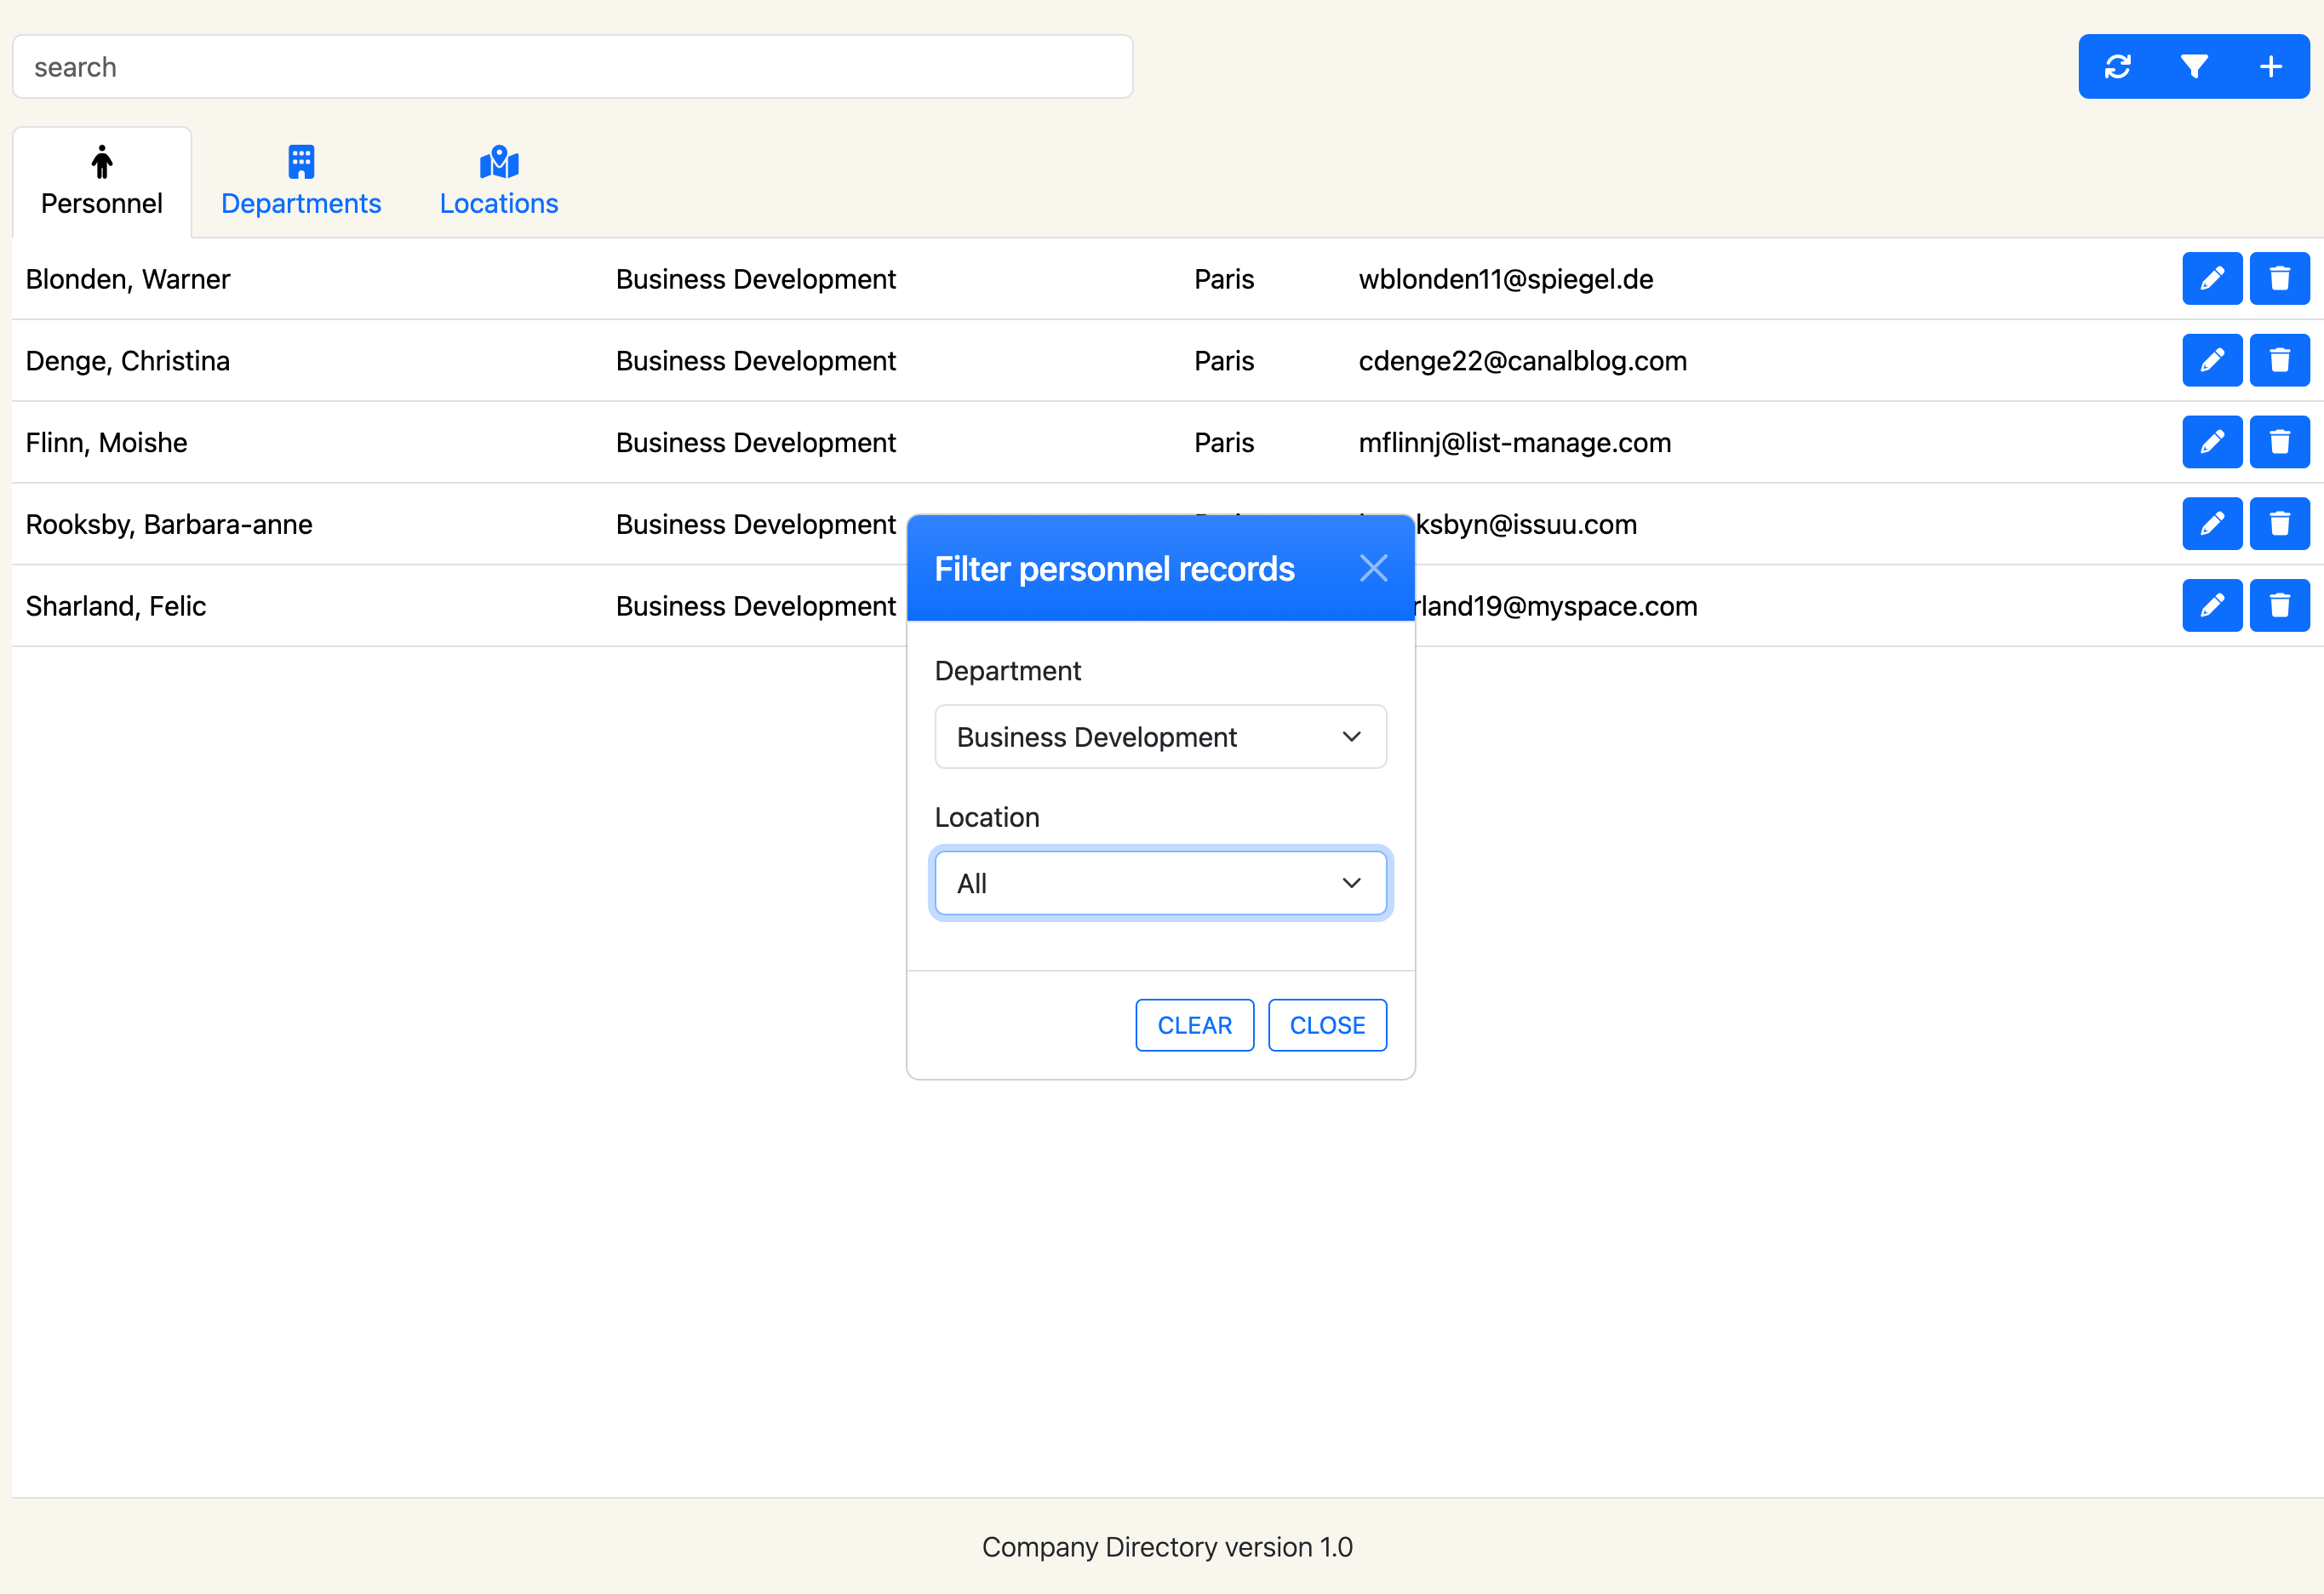 search
Personnel
Departments
Locations
Blonden, Warner Business Development Paris wblonden11@spiegel.de
Denge, Christina Business Development Paris cdenge22@canalblog.com
Flinn, Moishe Business Development Paris mflinnj@list-manage.com
Rooksby, Barbara-anne Business Development ksbyn@issuu.com
Sharland, Felic Business Development rland19@myspace.com
Filter personnel records
Department
Business Development
Location
All
CLEAR CLOSE
Company Directory version 1.0